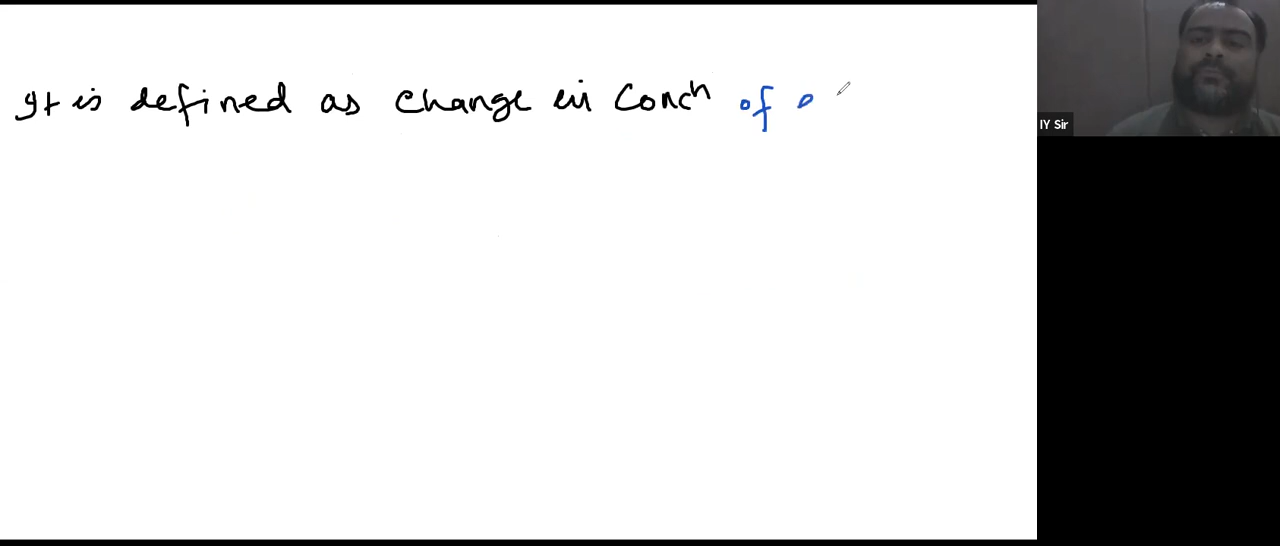 It is defined as change in Concn of
IY Sir